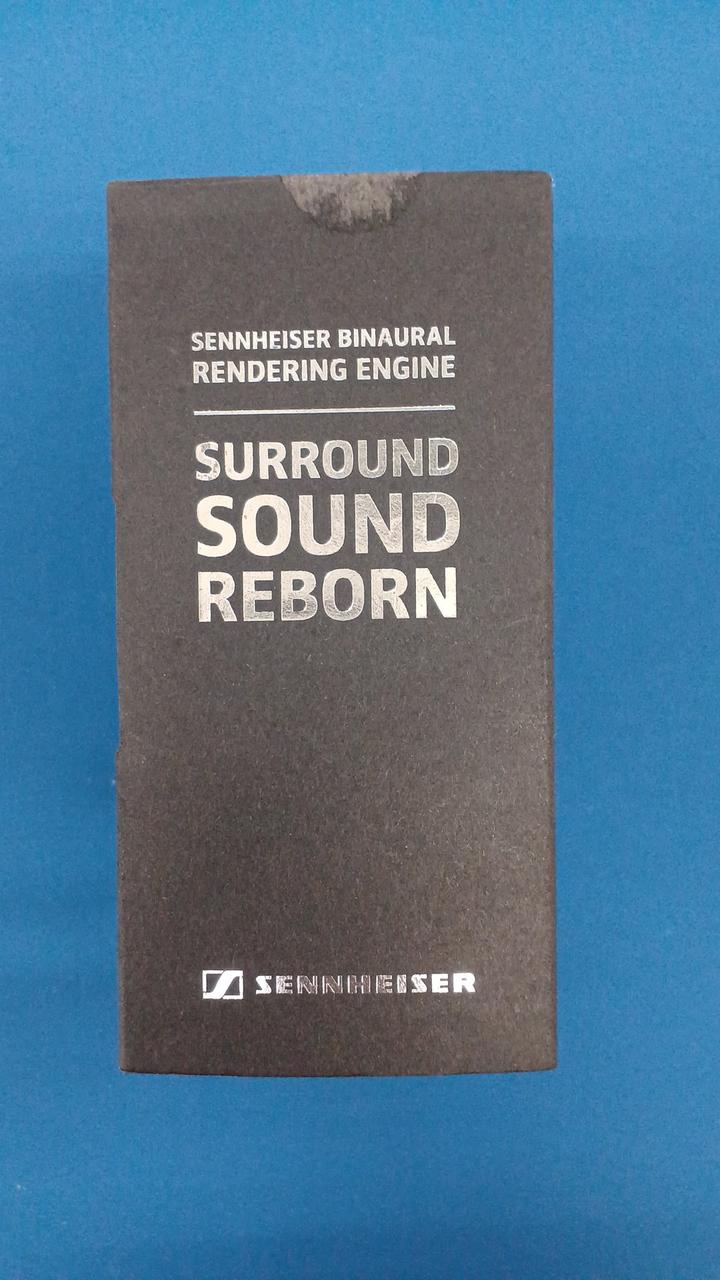 SENNHEISER BINAURAL
RENDERING ENGINE
SURROUND
SOUND
REBORN
SENNHEISER